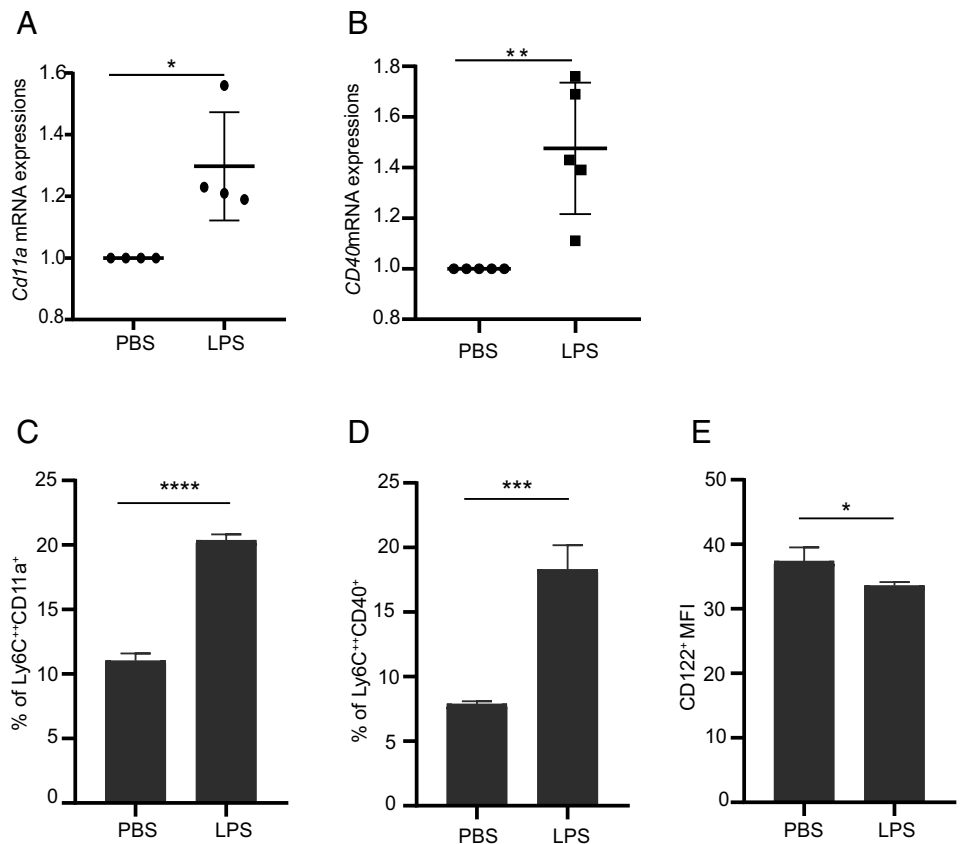 A
Cd11a mRNA expressions
1.6
1.4
1.2
1.0
0.8
*
PBS LPS
B
CD40mRNA expressions
1.8
1.6
1.4
1.2
1.0
0.8
**
PBS LPS
C
% of Ly6C++CD11a+
25
20
15
10
5
0
****
PBS LPS
D
% of Ly6C++CD40+
25
20
15
10
5
0
***
PBS LPS
E
CD122+ MFI
50
40
30
20
10
0
*
PBS LPS